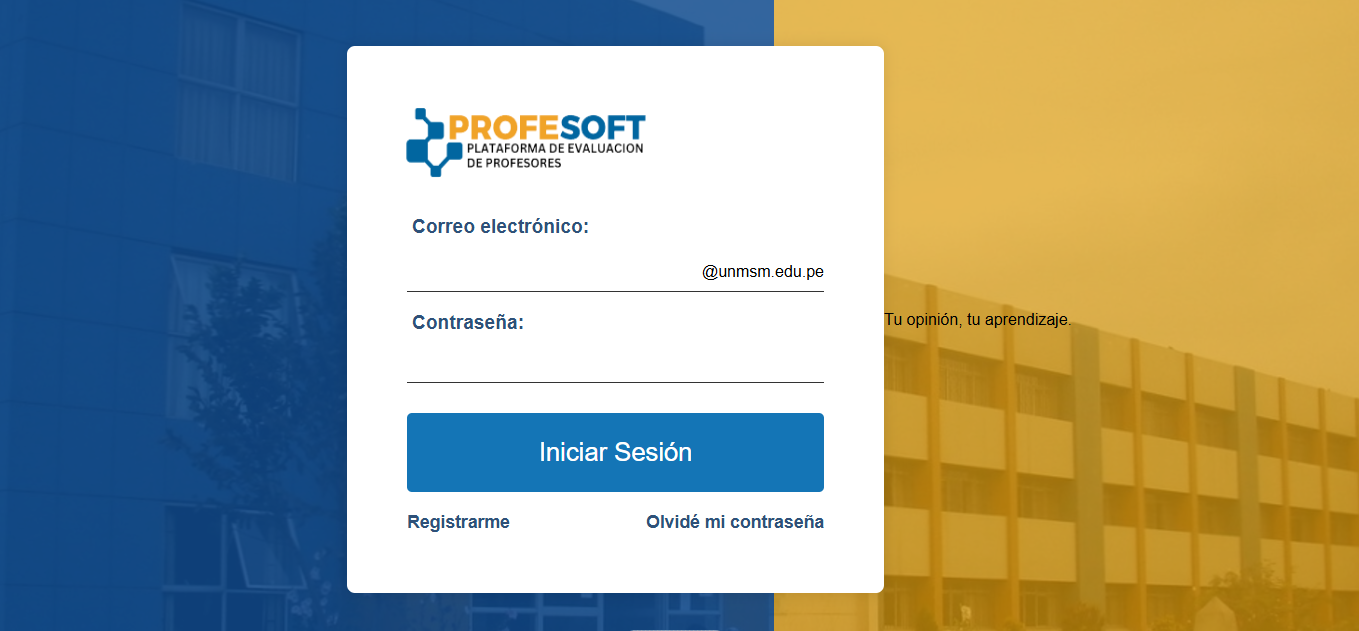 PROFESOFT
PLATAFORMA DE EVALUACION
DE PROFESORES
Correo electrónico:
@unmsm.edu.pe
Contraseña:
Iniciar Sesión
Registrarme
Olvidé mi contraseña
Tu opinión, tu aprendizaje.